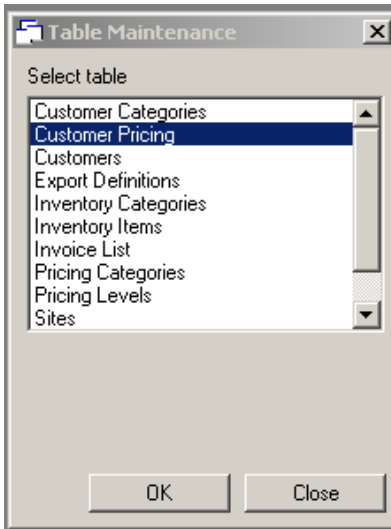 Table Maintenance
Select table
Customer Categories
Customer Pricing
Customers
Export Definitions
Inventory Categories
Inventory Items
Invoice List
Pricing Categories
Pricing Levels
Sites
OK
Close